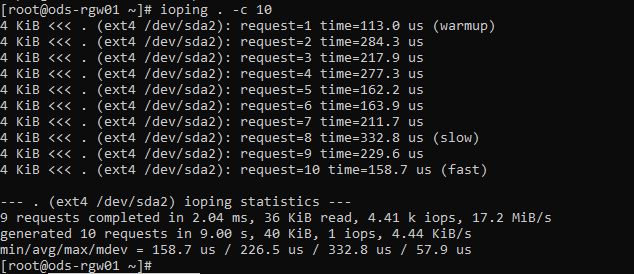 [root@ods-rgw01 ~]# ioping . -c 10
4 KiB <<< . (ext4 /dev/sda2): request=1 time=113.0 us (warmup)
4 KiB <<< . (ext4 /dev/sda2): request=2 time=284.3 us
4 KiB <<< . (ext4 /dev/sda2): request=3 time=217.9 us
4 KiB <<< . (ext4 /dev/sda2): request=4 time=277.3 us
4 KiB <<< . (ext4 /dev/sda2): request=5 time=162.2 us
4 KiB <<< . (ext4 /dev/sda2): request=6 time=163.9 us
4 KiB <<< . (ext4 /dev/sda2): request=7 time=211.7 us
4 KiB <<< . (ext4 /dev/sda2): request=8 time=332.8 us (slow)
4 KiB <<< . (ext4 /dev/sda2): request=9 time=229.6 us
4 KiB <<< . (ext4 /dev/sda2): request=10 time=158.7 us (fast)
--- . (ext4 /dev/sda2) ioping statistics ---
9 requests completed in 2.04 ms, 36 KiB read, 4.41 k iops, 17.2 MiB/s
generated 10 requests in 9.00 s, 40 KiB, 1 iops, 4.44 KiB/s
min/avg/max/mdev = 158.7 us / 226.5 us / 332.8 us / 57.9 us
[root@ods-rgw01 ~]#